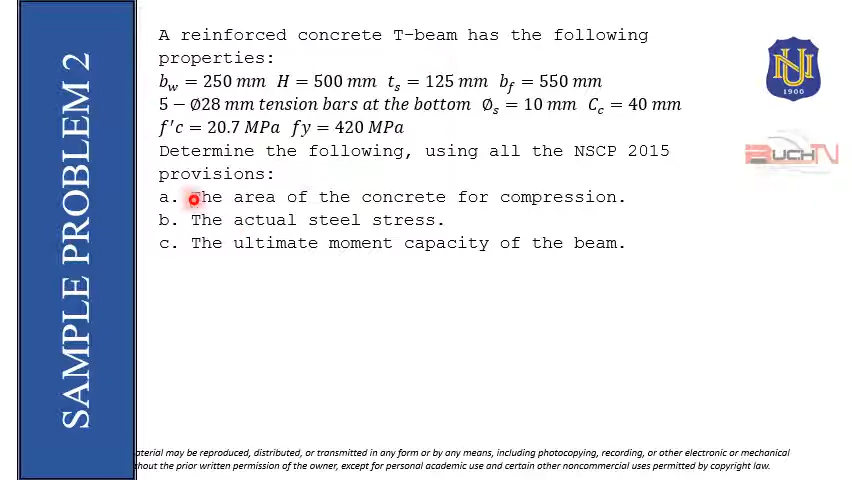 SAMPLE PROBLEM 2
A reinforced concrete T-beam has the following
properties:
b_w = 250 mm H = 500 mm t_s = 125 mm b_f = 550 mm
5 − ∅28 mm tension bars at the bottom ∅_s = 10 mm C_c = 40 mm
f′c = 20.7 MPa fy = 420 MPa
Determine the following, using all the NSCP 2015
provisions:
a. The area of the concrete for compression.
b. The actual steel stress.
c. The ultimate moment capacity of the beam.
NU
1900
aterial may be reproduced, distributed, or transmitted in any form or by any means, including photocopying, recording, or other electronic or mechanical
hout the prior written permission of the owner, except for personal academic use and certain other noncommercial uses permitted by copyright law.